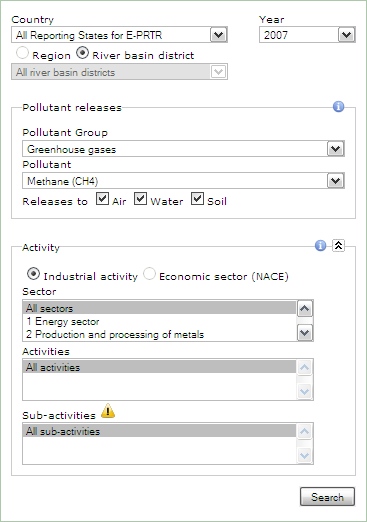 Country Year
All Reporting States for E-PRTR 2007
Region River basin district
All river basin districts
Pollutant releases
Pollutant Group
Greenhouse gases
Pollutant
Methane (CH4)
Releases to Air Water Soil
Activity
Industrial activity Economic sector (NACE)
Sector
All sectors
1 Energy sector
2 Production and processing of metals
Activities
All activities
Sub-activities
All sub-activities
Search